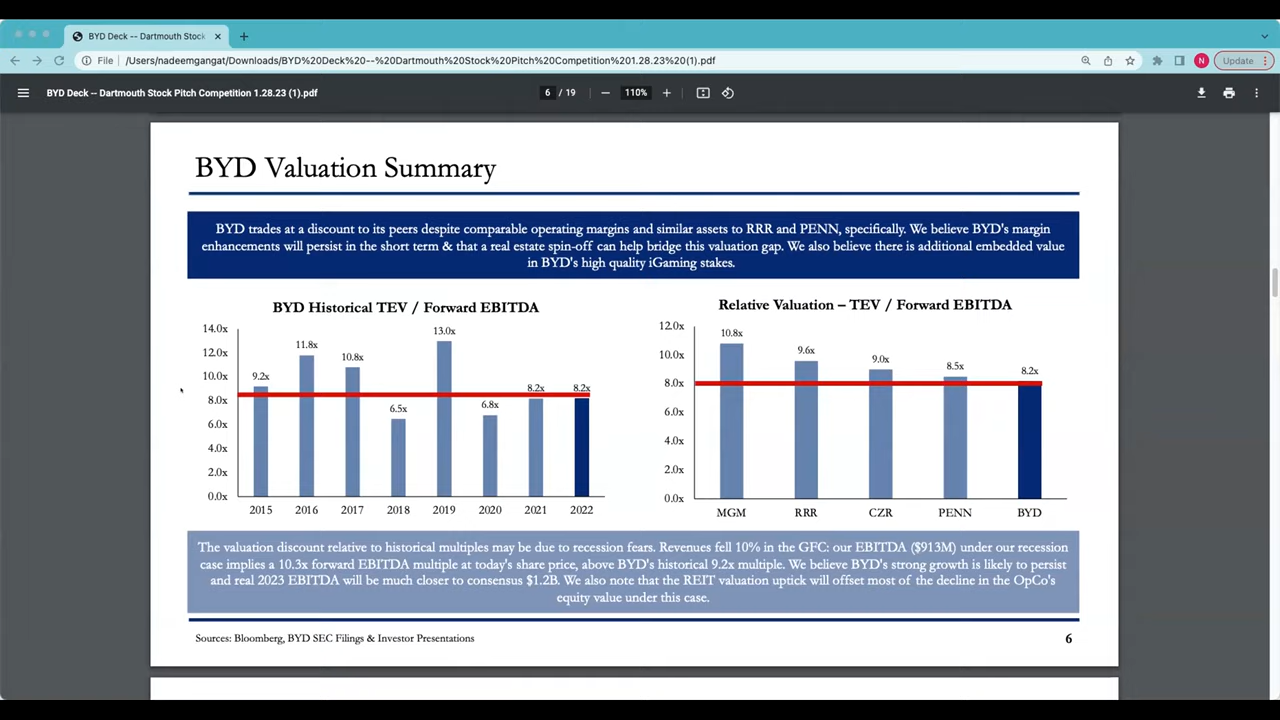 BYD Deck -- Dartmouth Stock
File
/Users/nadeemgangat/Downloads/BYD%20Deck%20--%20Dartmouth%20Stock%20Pitch%20Competition%201.28.23%20(1).pdf
N
Update
BYD Deck -- Dartmouth Stock Pitch Competition 1.28.23 (1).pdf
6 / 19
110%
BYD Valuation Summary
BYD trades at a discount to its peers despite comparable operating margins and similar assets to RRR and PENN, specifically. We believe BYD's margin
enhancements will persist in the short term & that a real estate spin-off can help bridge this valuation gap. We also believe there is additional embedded value
in BYD's high quality iGaming stakes.
BYD Historical TEV / Forward EBITDA
14.0x
12.0x
10.0x
8.0x
6.0x
4.0x
2.0x
0.0x
9.2x
11.8x
10.8x
6.5x
13.0x
6.8x
8.2x
8.2x
2015
2016
2017
2018
2019
2020
2021
2022
Relative Valuation – TEV / Forward EBITDA
12.0x
10.0x
8.0x
6.0x
4.0x
2.0x
0.0x
10.8x
9.6x
9.0x
8.5x
8.2x
MGM
RRR
CZR
PENN
BYD
The valuation discount relative to historical multiples may be due to recession fears. Revenues fell 10% in the GFC: our EBITDA ($913M) under our recession
case implies a 10.3x forward EBITDA multiple at today's share price, above BYD's historical 9.2x multiple. We believe BYD's strong growth is likely to persist
and real 2023 EBITDA will be much closer to consensus $1.2B. We also note that the REIT valuation uptick will offset most of the decline in the OpCo's
equity value under this case.
Sources: Bloomberg, BYD SEC Filings & Investor Presentations
6